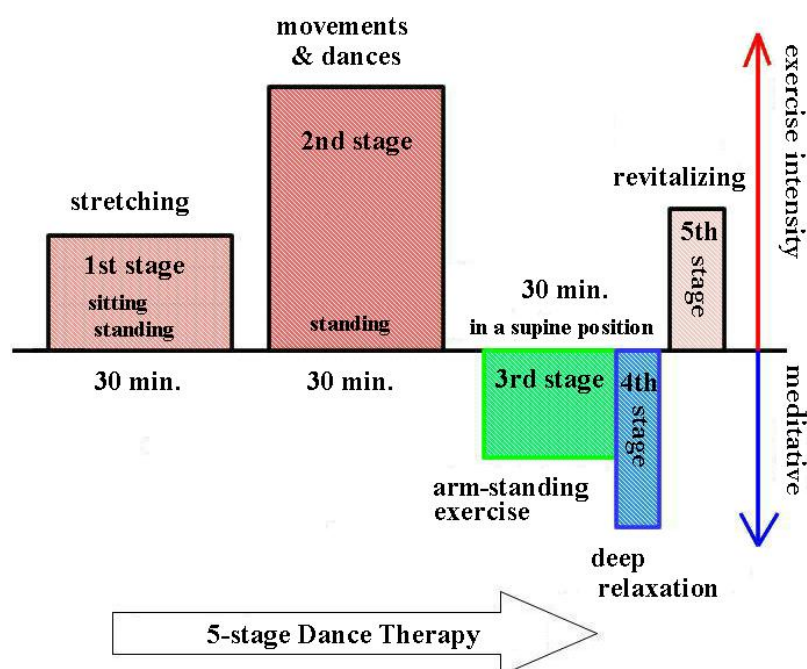 movements
& dances
2nd stage
standing
30 min.
stretching
1st stage
sitting
standing
30 min.
30 min.
in a supine position
3rd stage
arm-standing
exercise
4th
stage
deep
relaxation
revitalizing
5th
stage
exercise intensity
meditative
5-stage Dance Therapy